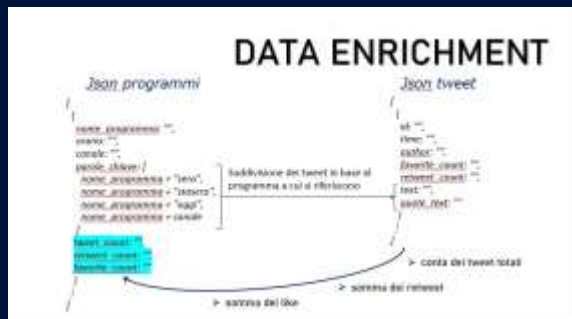 DATA ENRICHMENT
Json programmi
[
{
nome_programma: "",
orario: "",
canale: "",
parole_chiave: [
nome_programma + "sera",
nome_programma + "stasera",
nome_programma + "oggi",
nome_programma + canale
]
tweet_count: ""
retweet_count: ""
favorite_count: ""
}
]
Suddivisione dei tweet in base al
programma a cui si riferiscono
Json tweet
[
{
id: "",
time: "",
author: "",
favorite_count: "",
retweet_count: "",
text: "",
quote_text: ""
}
]
➢ conta dei tweet totali
➢ somma dei retweet
➢ somma dei like